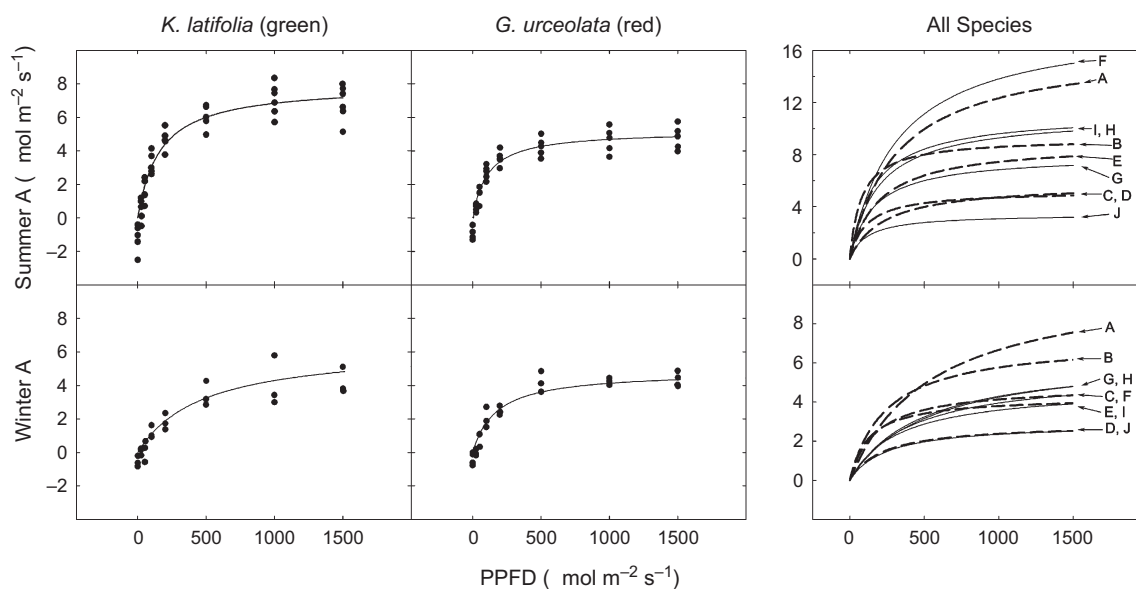 K. latifolia (green)
G. urceolata (red)
All Species
Summer A ( mol m⁻² s⁻¹)
8
6
4
2
0
−2
16
12
8
4
0
F
A
I, H
B
E
G
C, D
J
Winter A
8
6
4
2
0
−2
8
6
4
2
0
A
B
G, H
C, F
E, I
D, J
0 500 1000 1500
0 500 1000 1500
0 500 1000 1500
PPFD ( mol m⁻² s⁻¹)